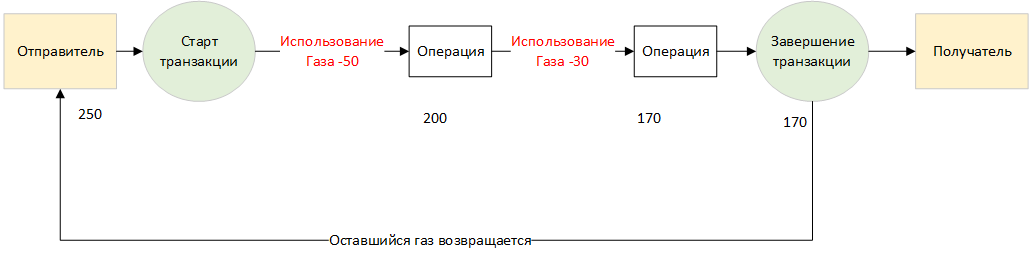 Отправитель
Старт
транзакции
Использование
Газа -50
Операция
Использование
Газа -30
Операция
Завершение
транзакции
Получатель
250
200
170
170
Оставшийся газ возвращается